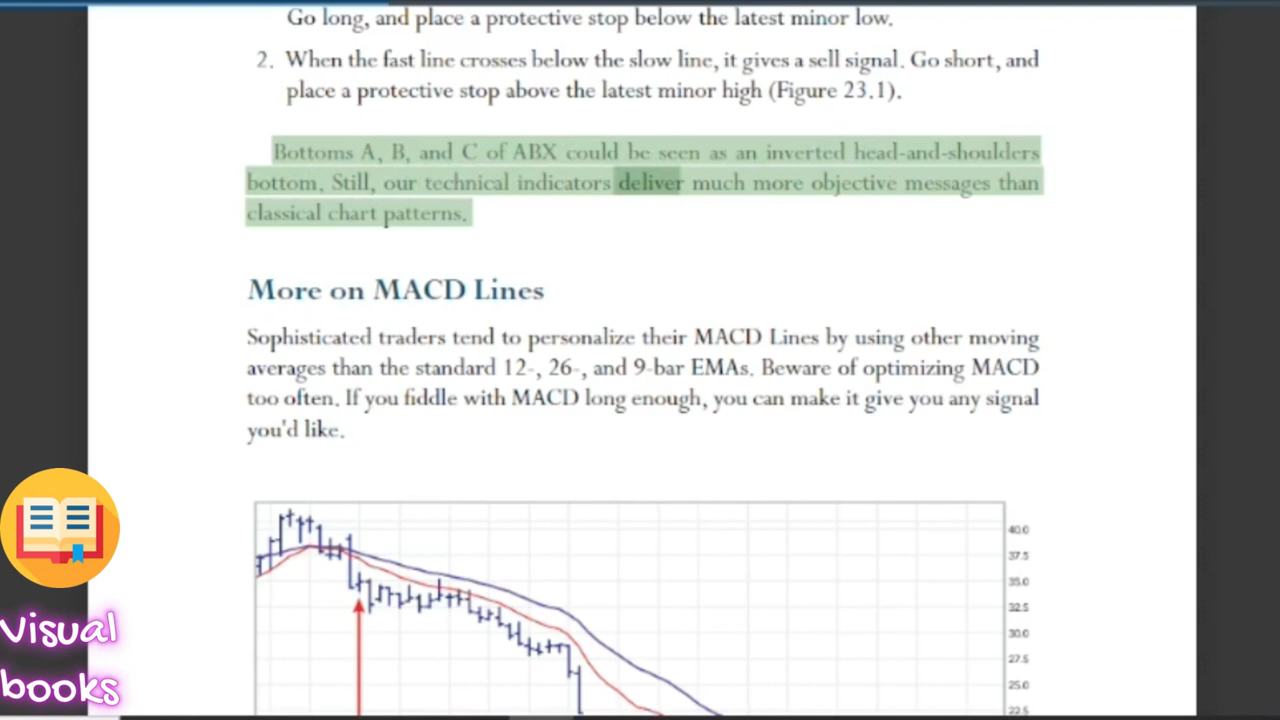 Go long, and place a protective stop below the latest minor low.
2. When the fast line crosses below the slow line, it gives a sell signal. Go short, and
place a protective stop above the latest minor high (Figure 23.1).
Bottoms A, B, and C of ABX could be seen as an inverted head-and-shoulders
bottom. Still, our technical indicators deliver much more objective messages than
classical chart patterns.
More on MACD Lines
Sophisticated traders tend to personalize their MACD Lines by using other moving
averages than the standard 12-, 26-, and 9-bar EMAs. Beware of optimizing MACD
too often. If you fiddle with MACD long enough, you can make it give you any signal
you'd like.
40.0
37.5
35.0
32.5
30.0
27.5
25.0
22.5
Visual
books